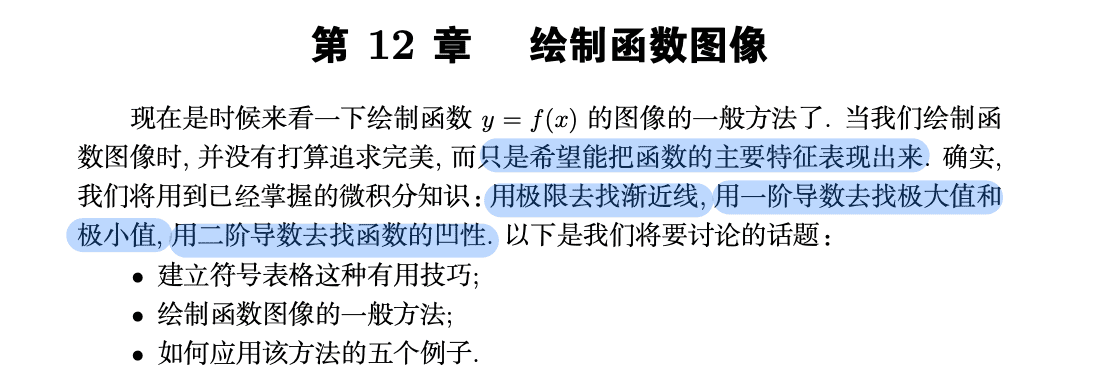 第 12 章 绘制函数图像
现在是时候来看一下绘制函数 y = f(x) 的图像的一般方法了. 当我们绘制函
数图像时, 并没有打算追求完美, 而只是希望能把函数的主要特征表现出来. 确实,
我们将用到已经掌握的微积分知识: 用极限去找渐近线, 用一阶导数去找极大值和
极小值, 用二阶导数去找函数的凹性. 以下是我们将要讨论的话题:
• 建立符号表格这种有用技巧;
• 绘制函数图像的一般方法;
• 如何应用该方法的五个例子.